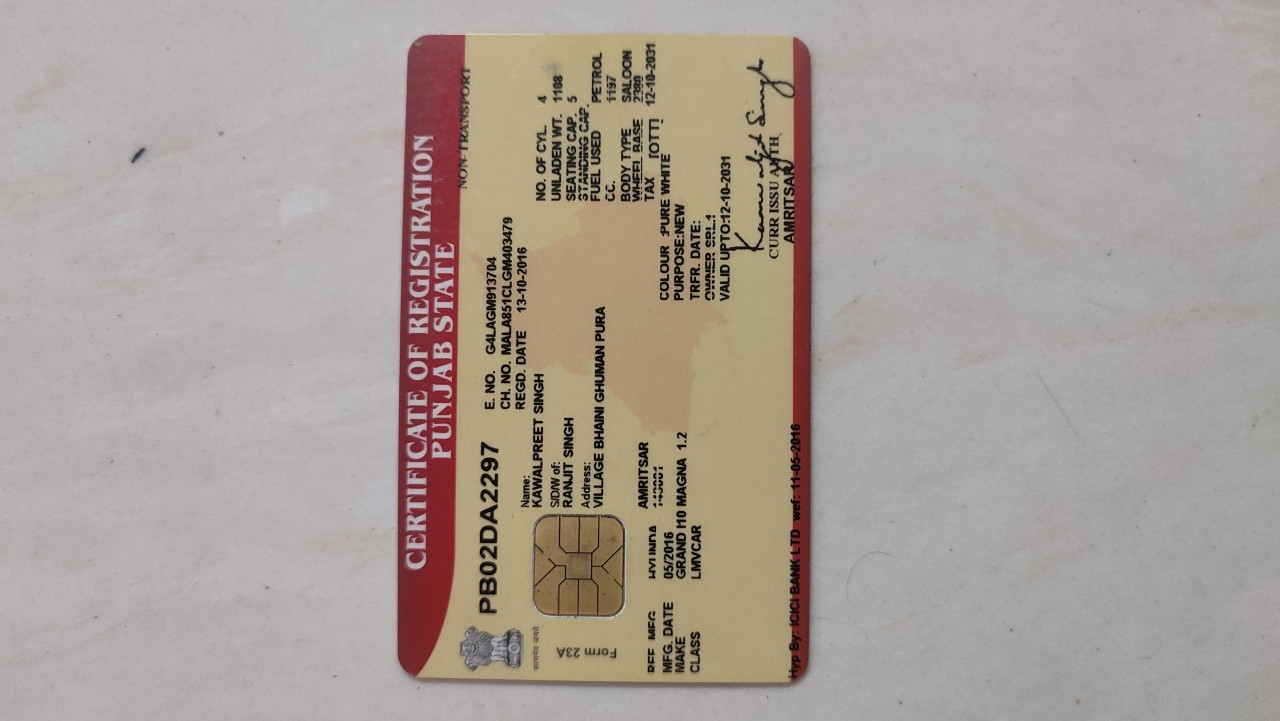 CERTIFICATE OF REGISTRATION
PUNJAB STATE
NON-TRANSPORT
सत्यमेव जयते
Form 23A
PB02DA2297
E. NO. G4LAGM913704
CH. NO. MALA851CLGM403479
REGD. DATE 13-10-2016
Name:
KAWALPREET SINGH
S/D/W of:
RANJIT SINGH
Address:
VILLAGE BHAINI GHUMAN PURA
AMRITSAR
NO. OF CYL. 4
UNLADEN WT. 1108
SEATING CAP. 5
STANDING CAP.
FUEL USED PETROL
CC. 1197
BODY TYPE SALOON
WHEEL BASE
TAX [OTT] 12-10-2031
MFG. DATE 05/2016
MAKE GRAND I10 MAGNA 1.2
CLASS LMVCAR
COLOUR :PURE WHITE
PURPOSE:NEW
TRFR. DATE:
OWNER SRL:1
VALID UPTO:12-10-2031
Kanwaljit Singh
CURR ISSU AUTH
AMRITSAR
Hyp By: ICICI BANK LTD wef: 11-05-2016